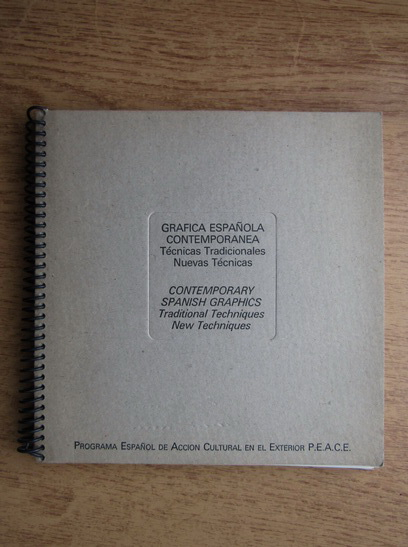 GRAFICA ESPAÑOLA
CONTEMPORANEA
Técnicas Tradicionales
Nuevas Técnicas
CONTEMPORARY
SPANISH GRAPHICS
Traditional Techniques
New Techniques
PROGRAMA ESPAÑOL DE ACCION CULTURAL EN EL EXTERIOR P.E.A.C.E.